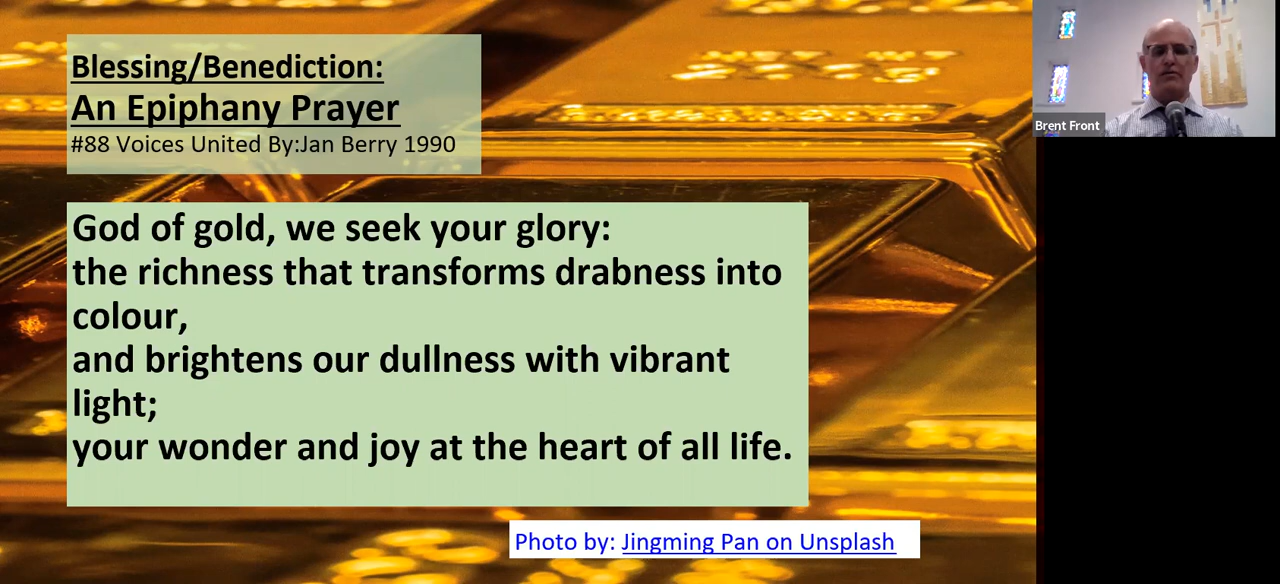 Blessing/Benediction:
An Epiphany Prayer
#88 Voices United By:Jan Berry 1990
God of gold, we seek your glory:
the richness that transforms drabness into
colour,
and brightens our dullness with vibrant
light;
your wonder and joy at the heart of all life.
Photo by: Jingming Pan on Unsplash
Brent Front